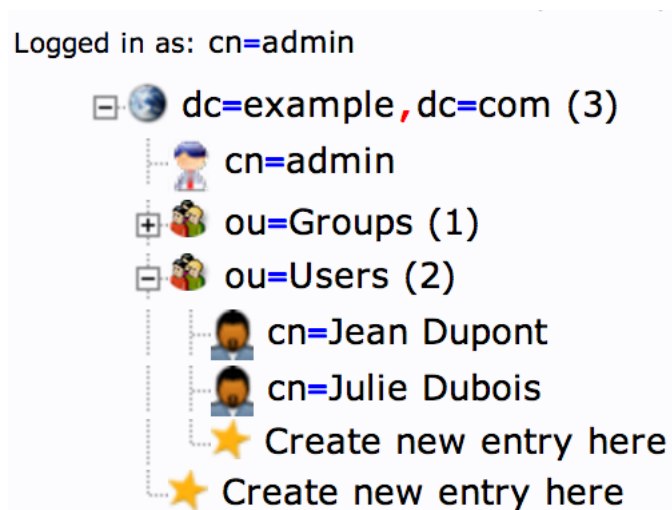 Logged in as: cn=admin
dc=example,dc=com (3)
cn=admin
ou=Groups (1)
ou=Users (2)
cn=Jean Dupont
cn=Julie Dubois
Create new entry here
Create new entry here